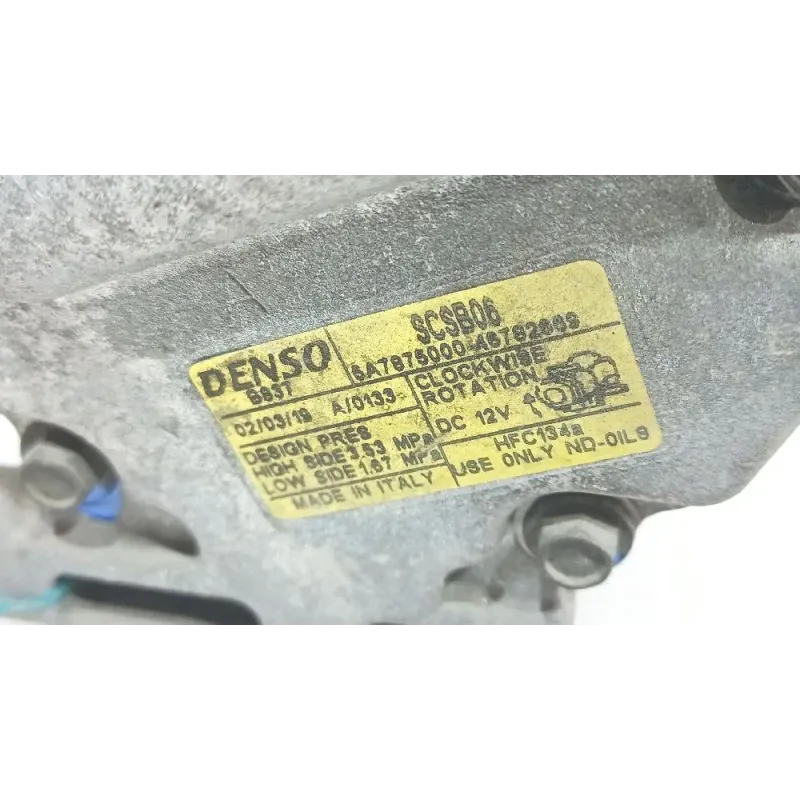 DENSO
SCSB06
5A7875000
CLOCKWISE
ROTATION
02/03/19 A/0133
DC 12V
DESIGN PRES
HIGH SIDE 3.53 MPa
LOW SIDE 1.67 MPa
HFC134a
USE ONLY ND-OIL8
MADE IN ITALY